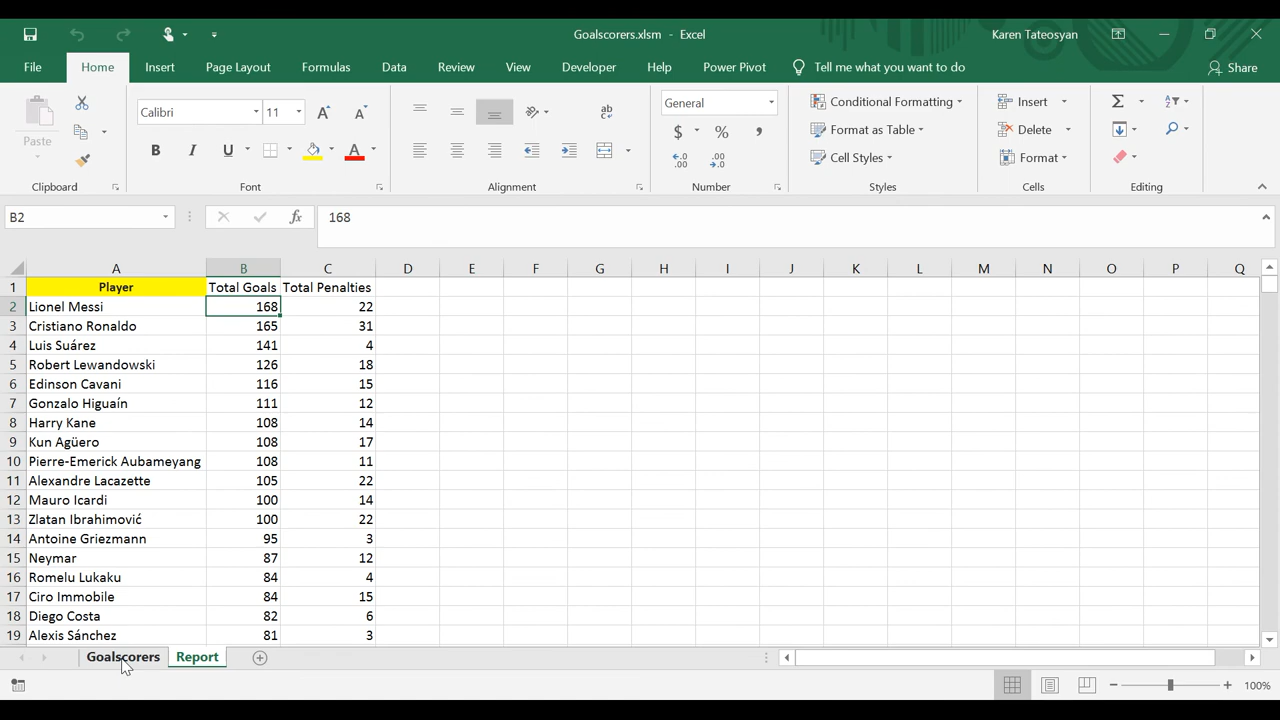 Goalscorers.xlsm - Excel
Karen Tateosyan
File Home Insert Page Layout Formulas Data Review View Developer Help Power Pivot Tell me what you want to do Share
Paste
Calibri 11
General
Conditional Formatting
Format as Table
Cell Styles
Insert
Delete
Format
Clipboard Font Alignment Number Styles Cells Editing
B2 fx 168
A B C D E F G H I J K L M N O P Q
1 Player Total Goals Total Penalties
2 Lionel Messi 168 22
3 Cristiano Ronaldo 165 31
4 Luis Suárez 141 4
5 Robert Lewandowski 126 18
6 Edinson Cavani 116 15
7 Gonzalo Higuaín 111 12
8 Harry Kane 108 14
9 Kun Agüero 108 17
10 Pierre-Emerick Aubameyang 108 11
11 Alexandre Lacazette 105 22
12 Mauro Icardi 100 14
13 Zlatan Ibrahimović 100 22
14 Antoine Griezmann 95 3
15 Neymar 87 12
16 Romelu Lukaku 84 4
17 Ciro Immobile 84 15
18 Diego Costa 82 6
19 Alexis Sánchez 81 3
Goalscorers Report
100%